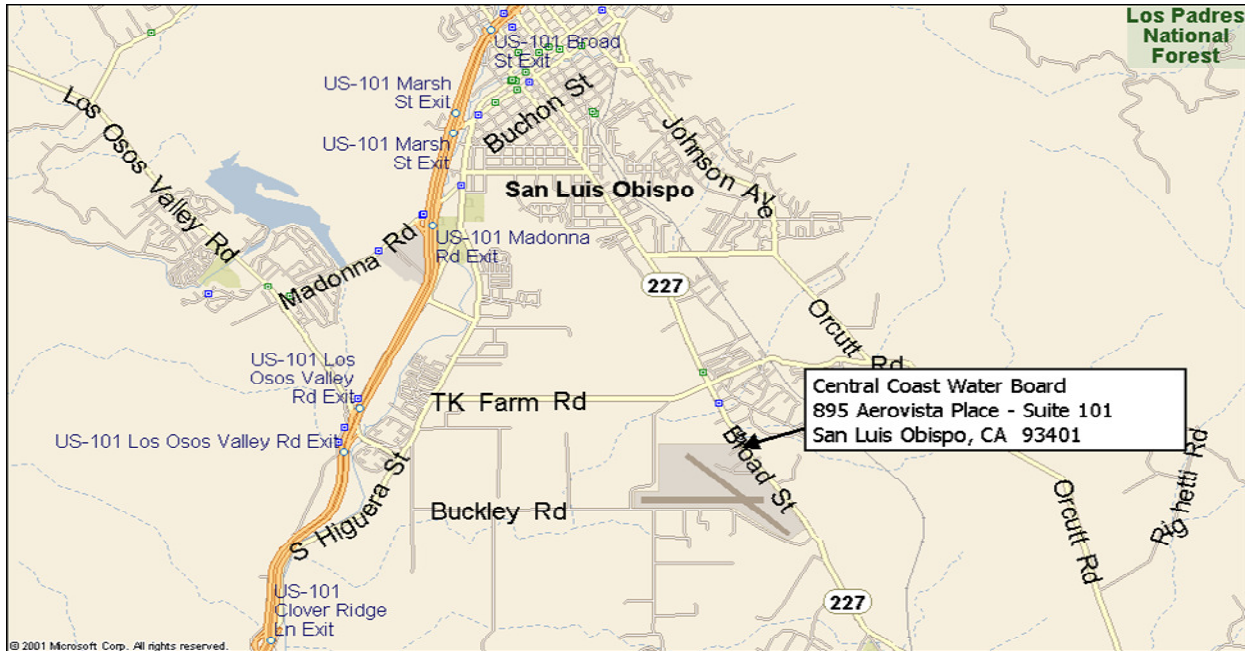 Los Padres
National
Forest
US-101 Broad
St Exit
US-101 Marsh
St Exit
Buchon St
Los Osos Valley Rd
US-101 Marsh
St Exit
Johnson Ave
San Luis Obispo
US-101 Madonna
Rd Exit
Madonna Rd
227
Orcutt Rd
US-101 Los
Osos Valley
Rd Exit
TK Farm Rd
Central Coast Water Board
895 Aerovista Place - Suite 101
San Luis Obispo, CA 93401
US-101 Los Osos Valley Rd Exit
Broad St
Righetti Rd
S Higuera St
Buckley Rd
Orcutt Rd
US-101
Clover Ridge
Ln Exit
227
© 2001 Microsoft Corp. All rights reserved.